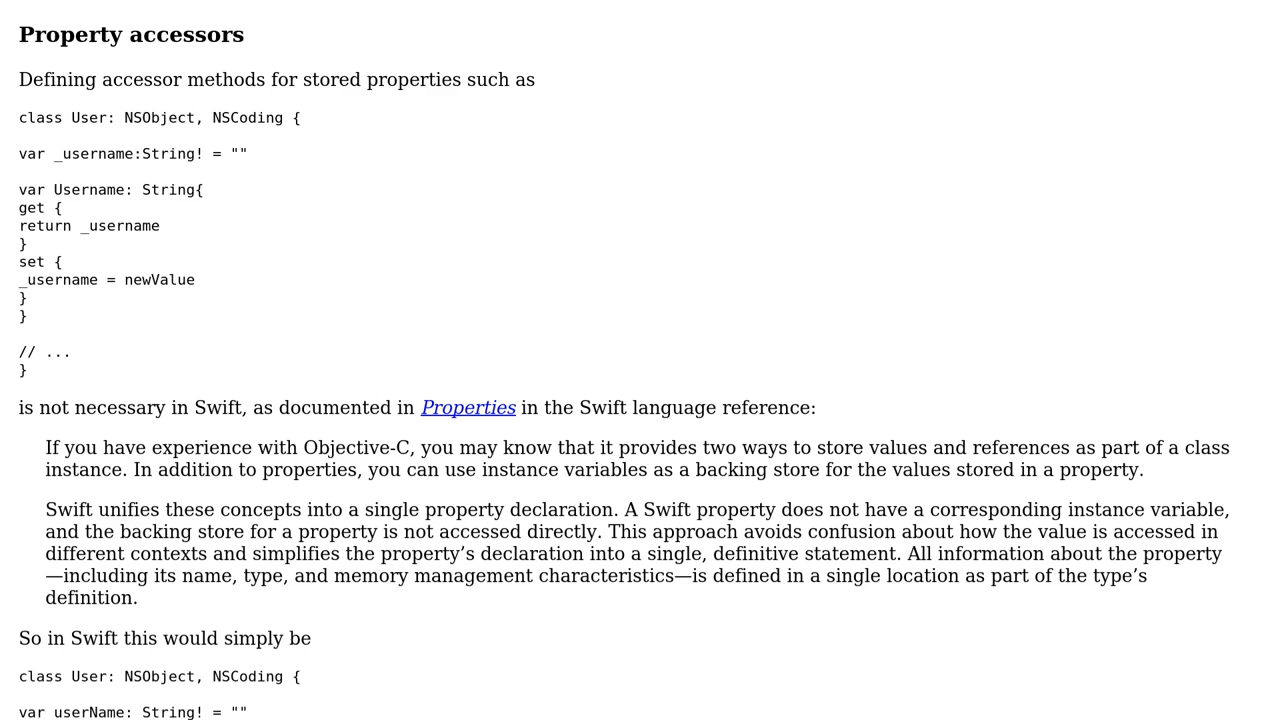 Property accessors
Defining accessor methods for stored properties such as
class User: NSObject, NSCoding {
var _username:String! = ""
var Username: String{
get {
return _username
}
set {
_username = newValue
}
}
// ...
}
is not necessary in Swift, as documented in Properties in the Swift language reference:
If you have experience with Objective-C, you may know that it provides two ways to store values and references as part of a class
instance. In addition to properties, you can use instance variables as a backing store for the values stored in a property.
Swift unifies these concepts into a single property declaration. A Swift property does not have a corresponding instance variable,
and the backing store for a property is not accessed directly. This approach avoids confusion about how the value is accessed in
different contexts and simplifies the property’s declaration into a single, definitive statement. All information about the property
—including its name, type, and memory management characteristics—is defined in a single location as part of the type’s
definition.
So in Swift this would simply be
class User: NSObject, NSCoding {
var userName: String! = ""